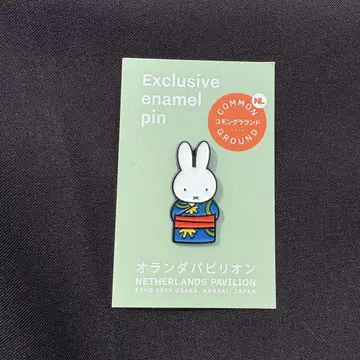 Exclusive
enamel
pin
NL
COMMON
コモングラウンド
GROUND
オランダパビリオン
NETHERLANDS PAVILION
EXPO 2025 OSAKA, KANSAI, JAPAN